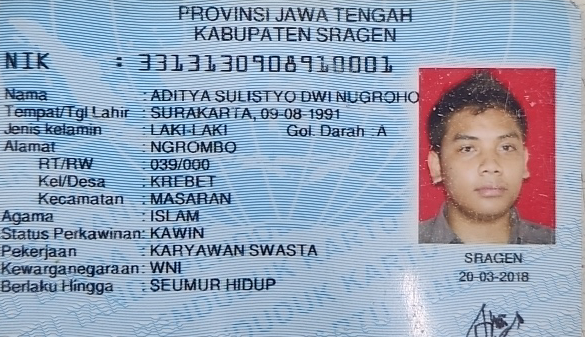 PROVINSI JAWA TENGAH
KABUPATEN SRAGEN
NIK : 3313130908910001
Nama : ADITYA SULISTYO DWI NUGROHO
Tempat/Tgl Lahir : SURAKARTA, 09-08-1991
Jenis kelamin : LAKI-LAKI Gol. Darah : A
Alamat : NGROMBO
RT/RW : 039/000
Kel/Desa : KREBET
Kecamatan : MASARAN
Agama : ISLAM
Status Perkawinan: KAWIN
Pekerjaan : KARYAWAN SWASTA
Kewarganegaraan: WNI
Berlaku Hingga : SEUMUR HIDUP
SRAGEN
20-03-2018